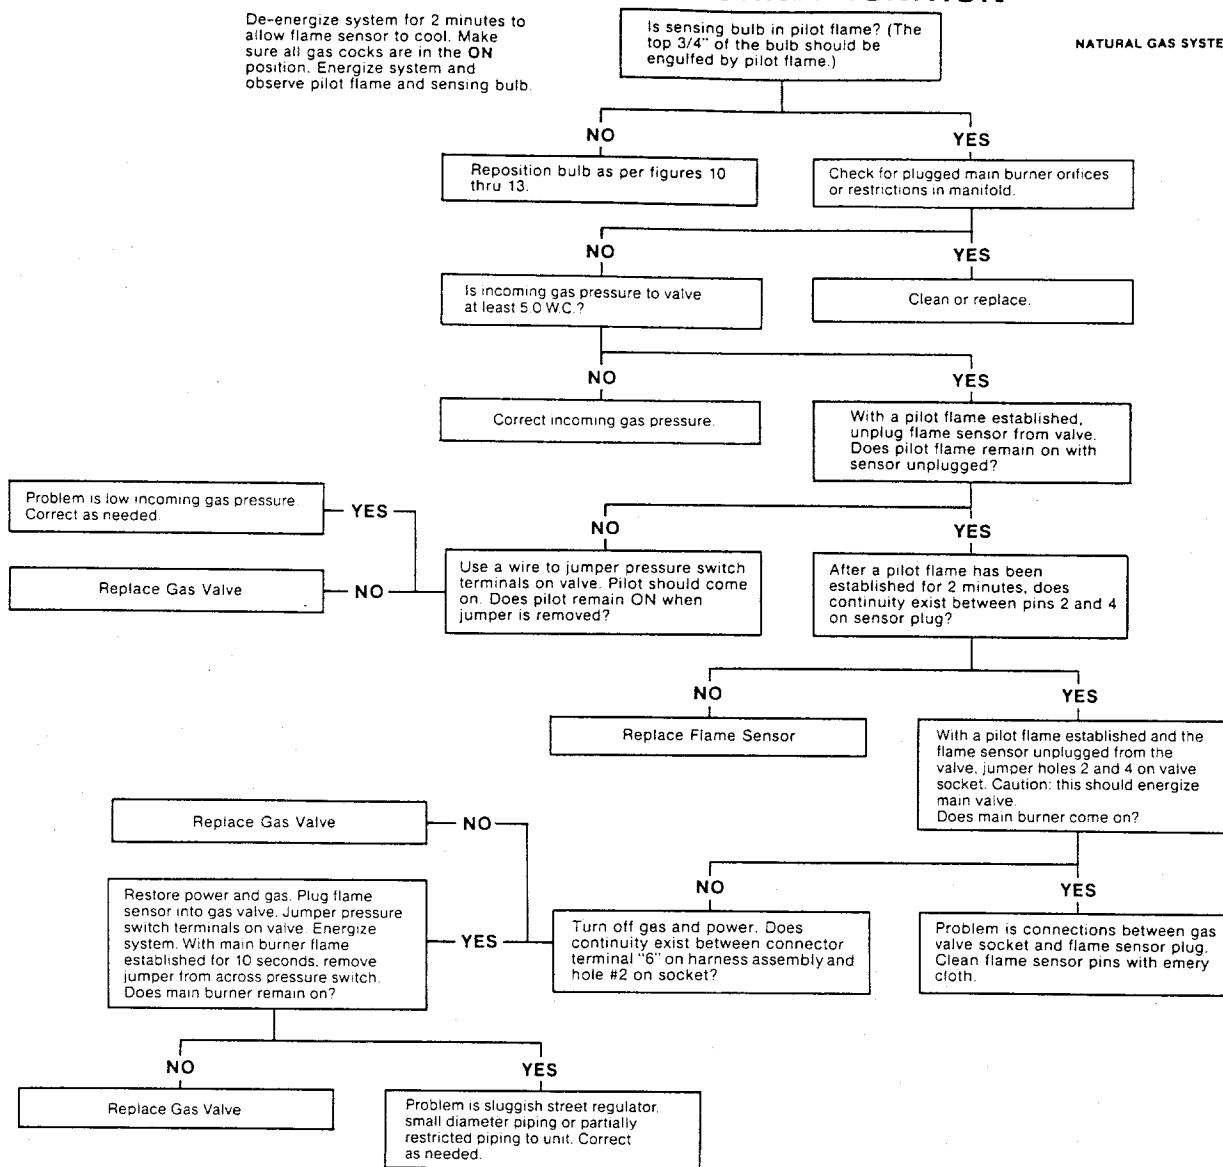 De-energize system for 2 minutes to
allow flame sensor to cool. Make
sure all gas cocks are in the ON
position. Energize system and
observe pilot flame and sensing bulb.
Is sensing bulb in pilot flame? (The
top 3/4" of the bulb should be
engulfed by pilot flame.)
NATURAL GAS SYSTE
NO
YES
Reposition bulb as per figures 10
thru 13.
Check for plugged main burner orifices
or restrictions in manifold.
NO
YES
Is incoming gas pressure to valve
at least 5.0 W.C.?
Clean or replace.
NO
YES
Correct incoming gas pressure.
With a pilot flame established,
unplug flame sensor from valve.
Does pilot flame remain on with
sensor unplugged?
Problem is low incoming gas pressure.
Correct as needed.
YES
NO
YES
Replace Gas Valve
NO
Use a wire to jumper pressure switch
terminals on valve. Pilot should come
on. Does pilot remain ON when
jumper is removed?
After a pilot flame has been
established for 2 minutes, does
continuity exist between pins 2 and 4
on sensor plug?
NO
YES
Replace Flame Sensor
With a pilot flame established and the
flame sensor unplugged from the
valve, jumper holes 2 and 4 on valve
socket. Caution: this should energize
main valve.
Does main burner come on?
Replace Gas Valve
NO
NO
YES
Restore power and gas. Plug flame
sensor into gas valve. Jumper pressure
switch terminals on valve. Energize
system. With main burner flame
established for 10 seconds, remove
jumper from across pressure switch.
Does main burner remain on?
YES
Turn off gas and power. Does
continuity exist between connector
terminal "6" on harness assembly and
hole #2 on socket?
Problem is connections between gas
valve socket and flame sensor plug.
Clean flame sensor pins with emery
cloth.
NO
YES
Replace Gas Valve
Problem is sluggish street regulator,
small diameter piping or partially
restricted piping to unit. Correct
as needed.